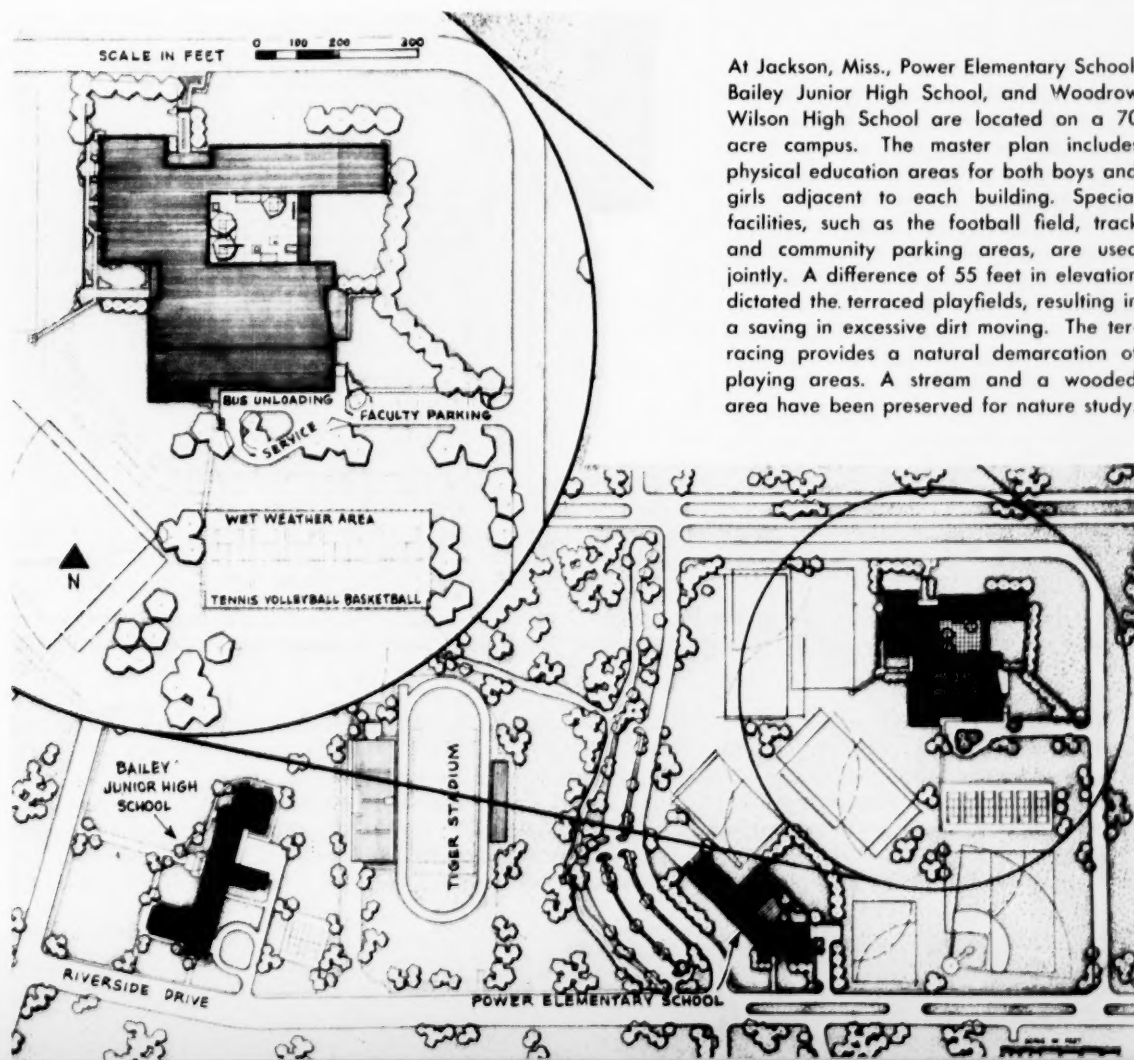 SCALE IN FEET
0 100 200 300
At Jackson, Miss., Power Elementary School
Bailey Junior High School, and Woodrow
Wilson High School are located on a 70
acre campus. The master plan includes
physical education areas for both boys and
girls adjacent to each building. Specia
facilities, such as the football field, track
and community parking areas, are used
jointly. A difference of 55 feet in elevation
dictated the. terraced playfields, resulting in
a saving in excessive dirt moving. The ter-
racing provides a natural demarcation of
playing areas. A stream and a wooded
area have been preserved for nature study
BUS UNLOADING
FACULTY PARKING
SERVICE
WET WEATHER AREA
N
TENNIS VOLLEYBALL BASKETBALL
BAILEY
JUNIOR HIGH
SCHOOL
TIGER STADIUM
RIVERSIDE DRIVE
POWER ELEMENTARY SCHOOL
SCALE IN FEET